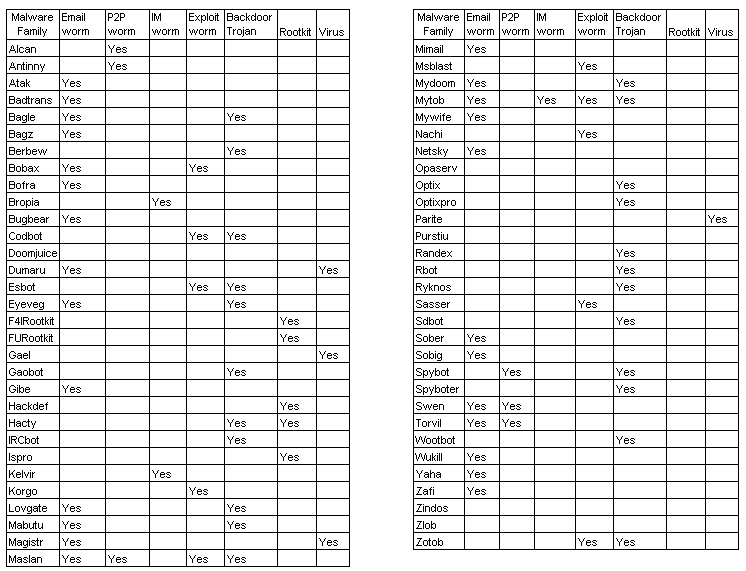 Malware Family Email worm P2P worm IM worm Exploit worm Backdoor Trojan Rootkit Virus
Alcan Yes
Antinny Yes
Atak Yes
Badtrans Yes
Bagle Yes Yes
Bagz Yes
Berbew Yes
Bobax Yes Yes
Bofra Yes
Bropia Yes
Bugbear Yes
Codbot Yes Yes
Doomjuice
Dumaru Yes Yes
Esbot Yes Yes
Eyeveg Yes Yes
F4IRootkit Yes
FURootkit Yes
Gael Yes
Gaobot Yes
Gibe Yes
Hackdef Yes
Hacty Yes Yes
IRCbot Yes
Ispro Yes
Kelvir Yes
Korgo Yes
Lovgate Yes Yes
Mabutu Yes Yes
Magistr Yes Yes
Maslan Yes Yes Yes Yes
Malware Family Email worm P2P worm IM worm Exploit worm Backdoor Trojan Rootkit Virus
Mimail Yes
Msblast Yes
Mydoom Yes Yes
Mytob Yes Yes Yes Yes
Mywife Yes
Nachi Yes
Netsky Yes
Opaserv
Optix Yes
Optixpro Yes
Parite Yes
Purstiu
Randex Yes
Rbot Yes
Ryknos Yes
Sasser Yes
Sdbot Yes
Sober Yes
Sobig Yes
Spybot Yes Yes
Spyboter Yes
Swen Yes Yes
Torvil Yes Yes
Wootbot Yes
Wukill Yes
Yaha Yes
Zafi Yes
Zindos
Zlob
Zotob Yes Yes